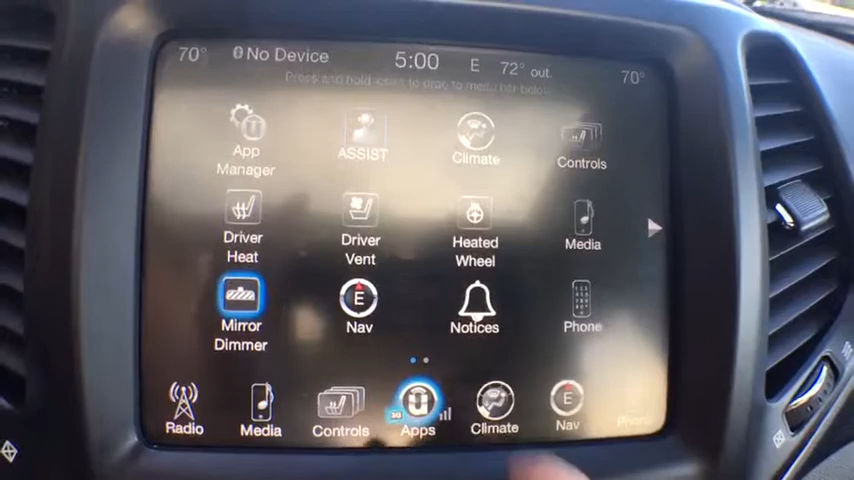 70° No Device 5:00 E 72° out 70°
Press and hold icons to drag to menu bar below.
App Manager ASSIST Climate Controls
Driver Heat Driver Vent Heated Wheel Media
Mirror Dimmer E Nav Notices Phone
Radio Media Controls 3G Apps Climate E Nav Phone